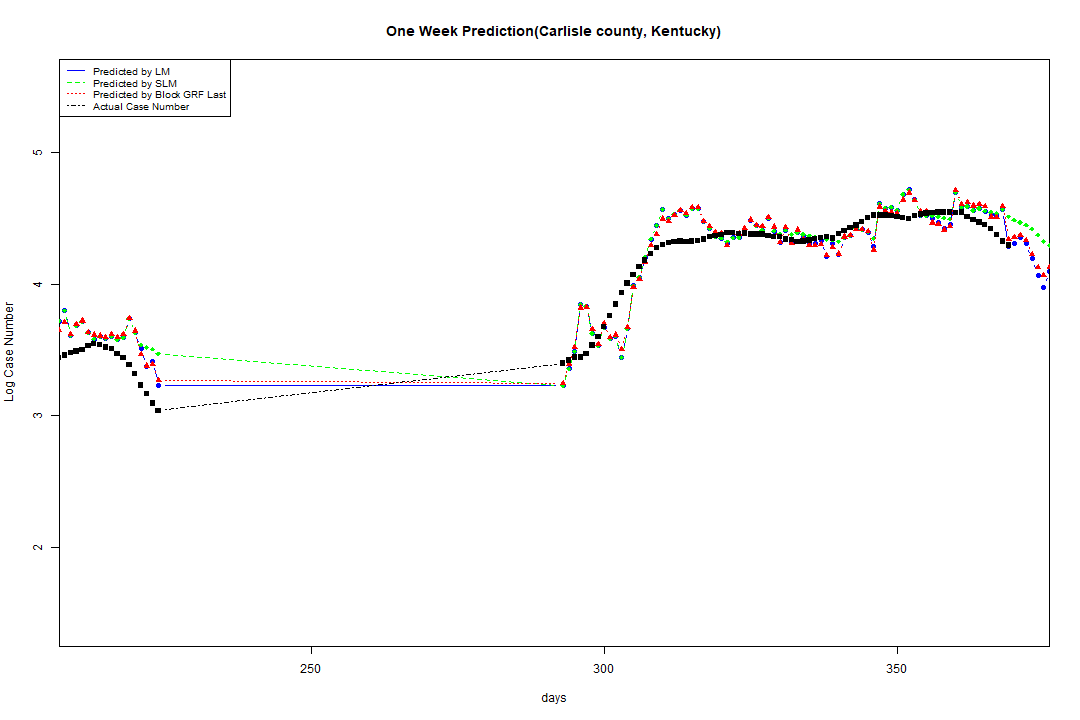 One Week Prediction(Carlisle county, Kentucky)
Predicted by LM
Predicted by SLM
Predicted by Block GRF Last
Actual Case Number
5
4
3
2
Log Case Number
250
300
350
days